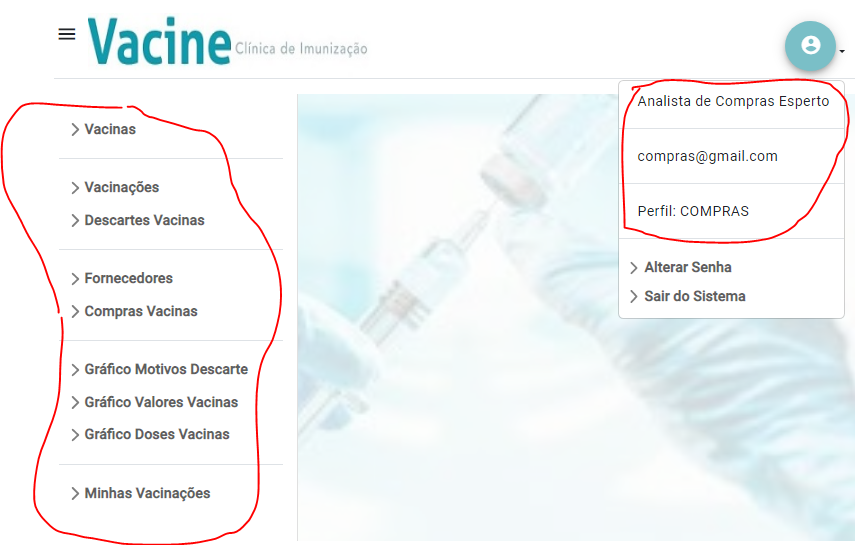 Vacine
Clínica de Imunização
Analista de Compras Esperto
compras@gmail.com
Perfil: COMPRAS
Alterar Senha
Sair do Sistema
Vacinas
Vacinações
Descartes Vacinas
Fornecedores
Compras Vacinas
Gráfico Motivos Descarte
Gráfico Valores Vacinas
Gráfico Doses Vacinas
Minhas Vacinações